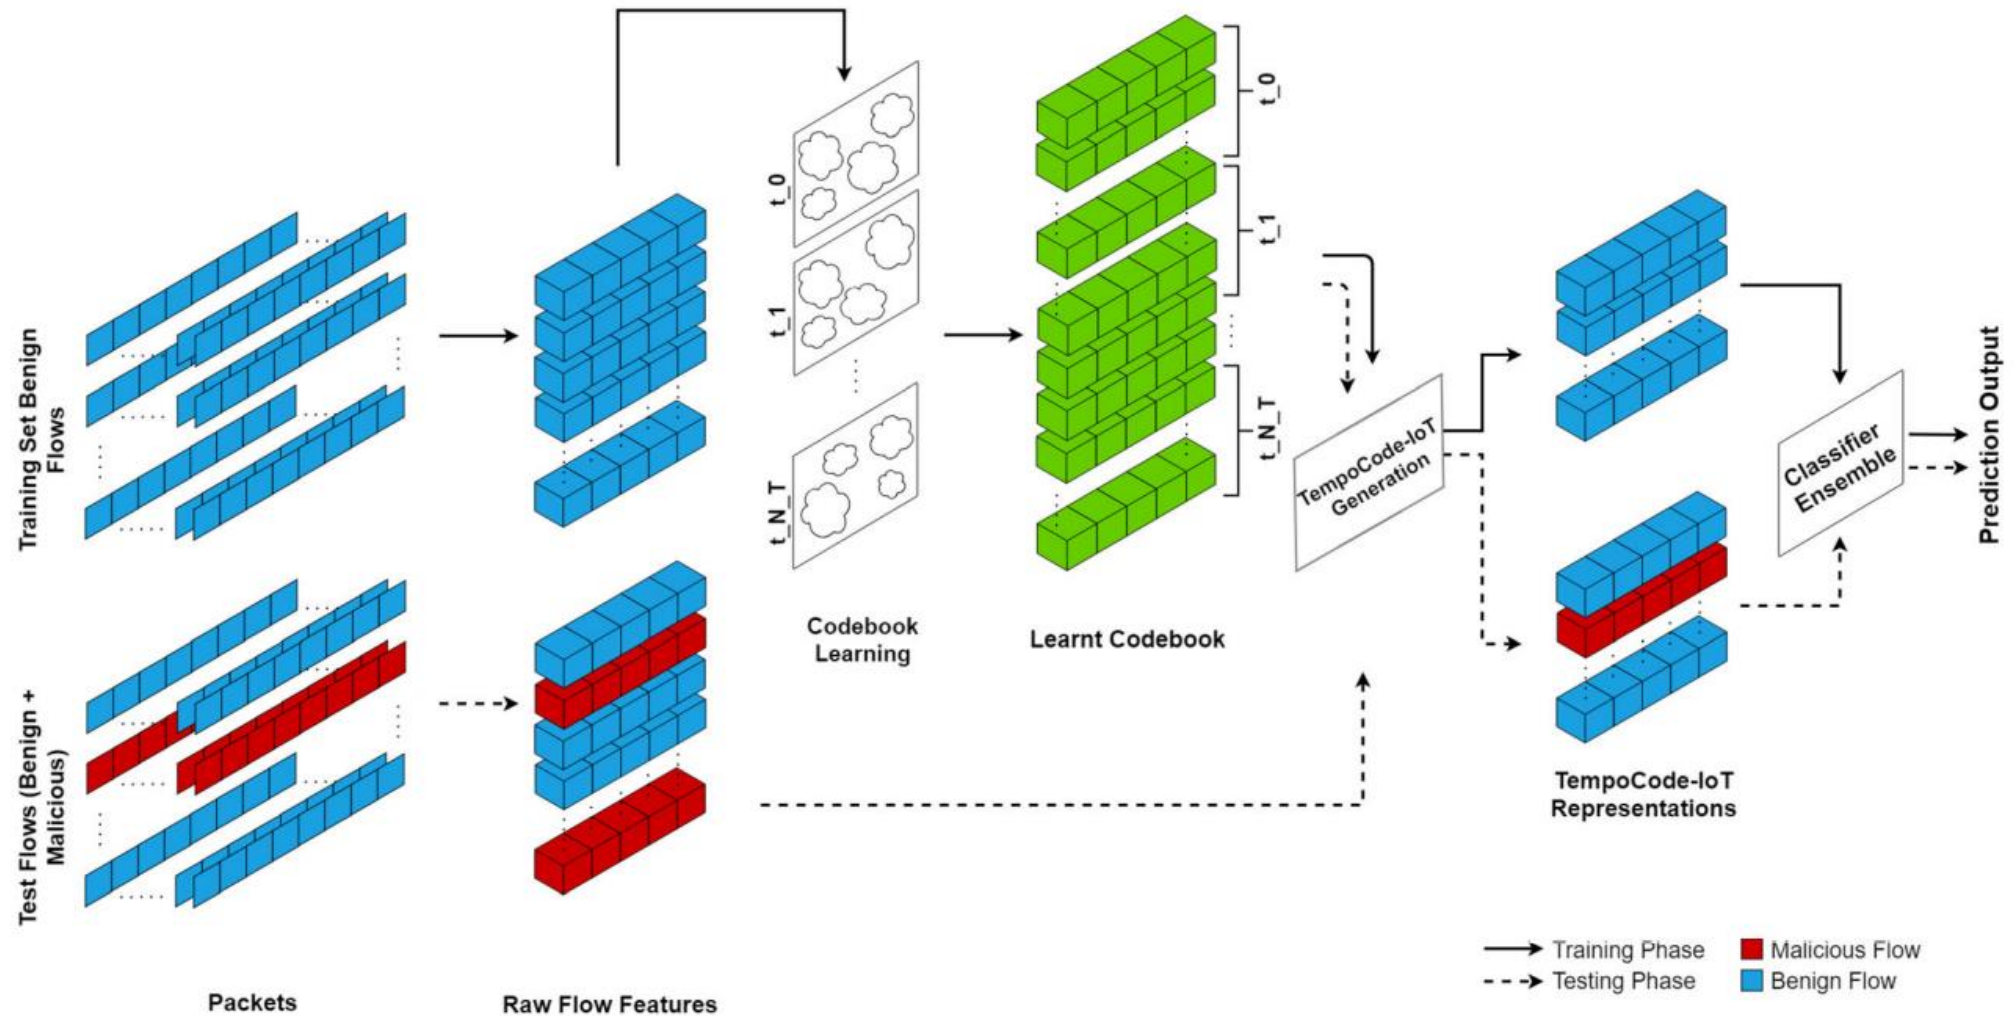 Training Set Benign
Flows
Test Flows (Benign +
Malicious)
Packets
Raw Flow Features
t_0
t_1
t_N_T
Codebook
Learning
t_0
t_1
t_N_T
Learnt Codebook
TempoCode-IoT
Generation
TempoCode-IoT
Representations
Classifier
Ensemble
Prediction Output
Training Phase
Testing Phase
Malicious Flow
Benign Flow